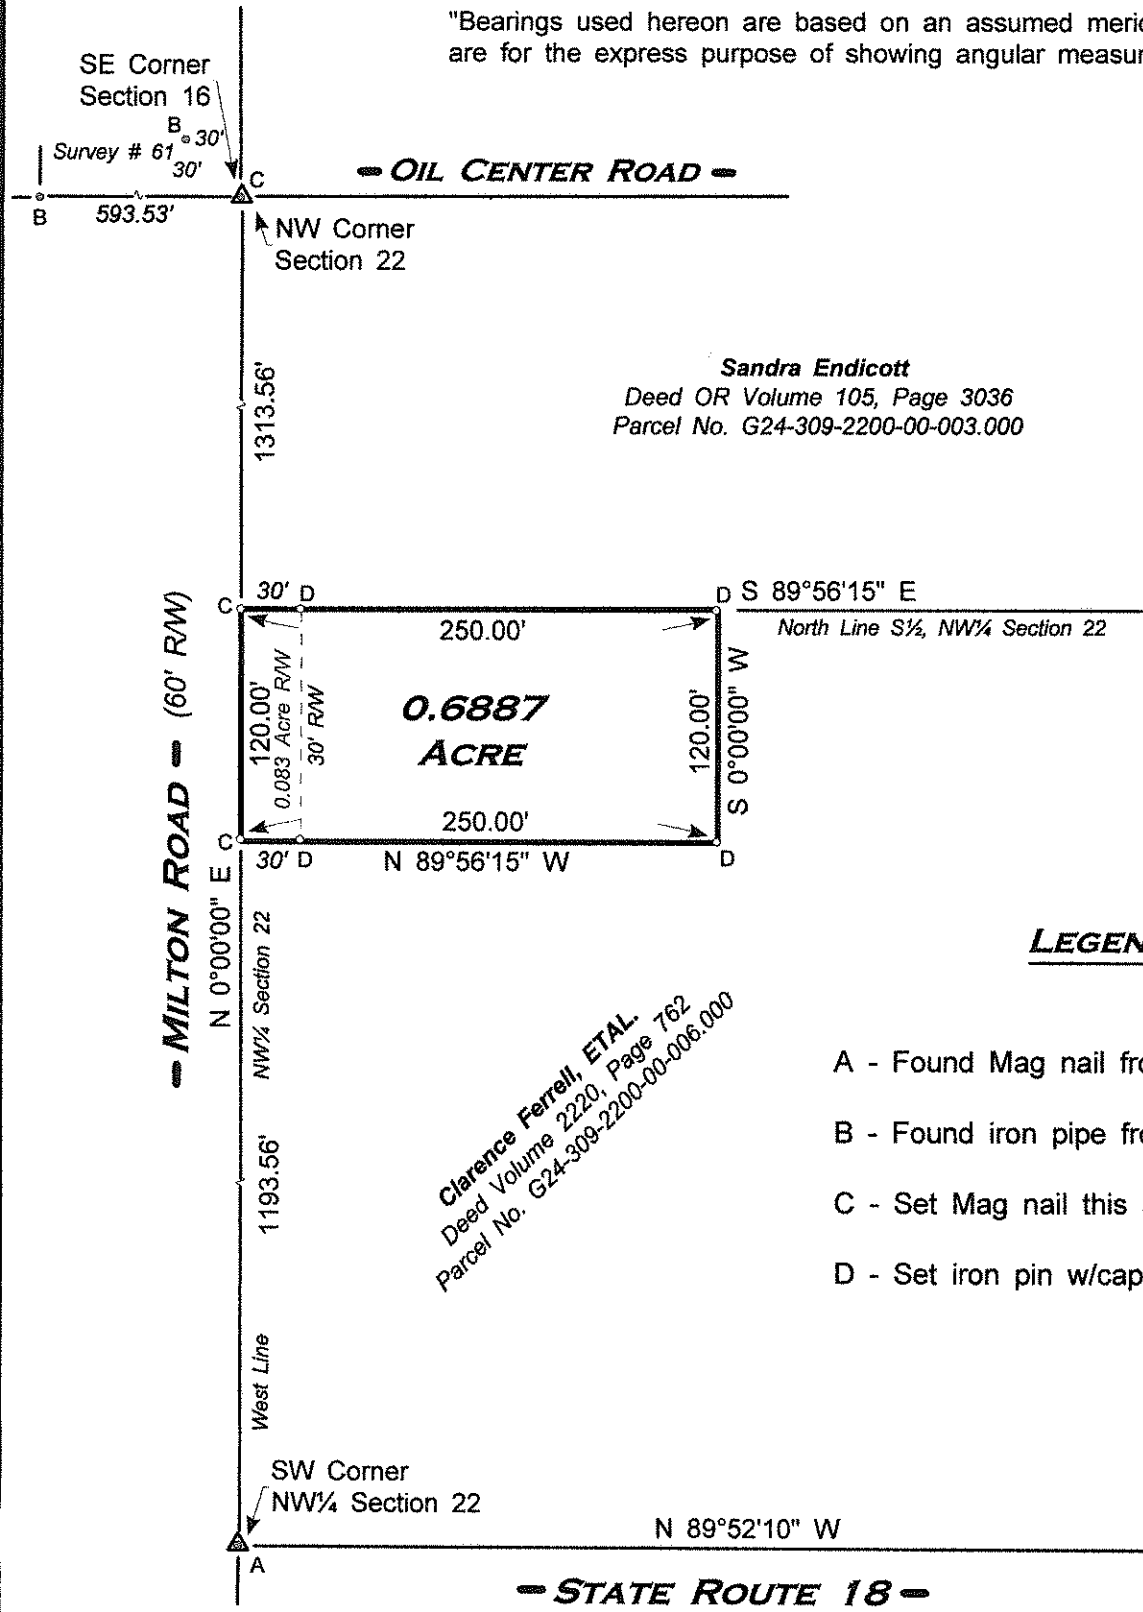 "Bearings used hereon are based on an assumed meri
are for the express purpose of showing angular measu
SE Corner
Section 16
B
30'
Survey # 61
30'
C
- OIL CENTER ROAD -
B
593.53'
NW Corner
Section 22
1313.56'
Sandra Endicott
Deed OR Volume 105, Page 3036
Parcel No. G24-309-2200-00-003.000
C
30'
D
D
S 89°56'15" E
250.00'
North Line S½, NW¼ Section 22
- MILTON ROAD - (60' R/W)
120.00'
0.083 Acre R/W
30' R/W
0.6887
ACRE
120.00'
S 0°00'00" W
250.00'
C
30'
D
N 89°56'15" W
D
N 0°00'00" E
NW¼ Section 22
LEGEN
Clarence Ferrell, ETAL.
Deed Volume 2220, Page 762
Parcel No. G24-309-2200-00-006.000
A - Found Mag nail fro
B - Found iron pipe fr
C - Set Mag nail this
D - Set iron pin w/cap
1193.56'
West Line
SW Corner
NW¼ Section 22
N 89°52'10" W
A
- STATE ROUTE 18 -